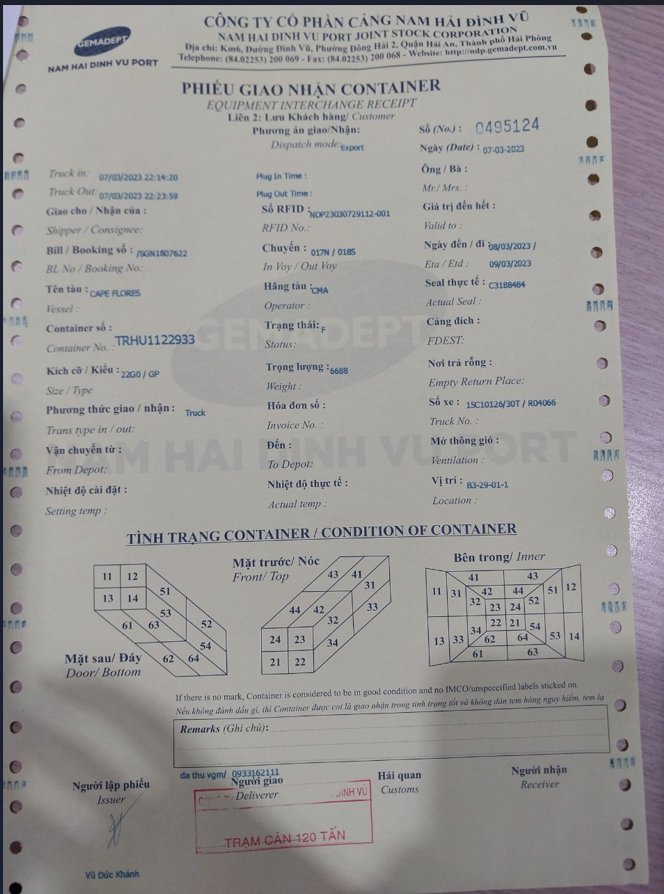 GEMADEPT
NAM HAI DINH VU PORT
CÔNG TY CỔ PHẦN CẢNG NAM HẢI ĐÌNH VŨ
NAM HAI DINH VU PORT JOINT STOCK CORPORATION
Địa chỉ: Km6, Đường Đình Vũ, Phường Đông Hải 2, Quận Hải An, Thành phố Hải Phòng
Telephone: (84.02253) 200 069 - Fax: (84.02253) 200 068 - Website: http://ndp.gemadept.com.vn
PHIẾU GIAO NHẬN CONTAINER
EQUIPMENT INTERCHANGE RECEIPT
Liên 2: Lưu Khách hàng/ Customer
Phương án giao/Nhận:
Dispatch mode: Export
Số (No.) : 0495124
Ngày (Date) : 07-03-2023
Truck in: 07/03/2023 22:14:20
Plug In Time :
Ông / Bà :
Truck Out: 07/03/2023 22:23:59
Plug Out Time :
Mr./ Mrs. :
Giao cho / Nhận của :
Số RFID : NDP23030729112-001
Giá trị đến hết :
Shipper / Consignee:
RFID No.:
Valid to :
Bill / Booking số : /SGN1807622
Chuyến : 017N / 018S
Ngày đến / đi : 08/03/2023 /
BL No / Booking No:
In Voy / Out Voy
Eta / Etd : 09/03/2023
Tên tàu : CAPE FLORES
Hãng tàu : CMA
Seal thực tế : C3188484
Vessel :
Operator :
Actual Seal :
Container số :
Trạng thái: F
Cảng đích :
Container No. : TRHU1122933
Status:
FDEST:
Kích cỡ / Kiểu : 22G0 / GP
Trọng lượng : 6688
Nơi trả rỗng :
Size / Type
Weight :
Empty Return Place:
Phương thức giao / nhận : Truck
Hóa đơn số :
Số xe : 15C10126/30T / R04066
Trans type in / out:
Invoice No. :
Truck No. :
Vận chuyển từ :
Đến :
Mở thông gió :
From Depot:
To Depot:
Ventilation :
Nhiệt độ cài đặt :
Nhiệt độ thực tế :
Vị trí : B3-29-01-1
Setting temp :
Actual temp :
Location :
GEMADEPT
NAM HAI DINH VU PORT
TÌNH TRẠNG CONTAINER / CONDITION OF CONTAINER
Mặt trước/ Nóc
Front/ Top
Bên trong/ Inner
11 12
13 14
51
53
61 63
52
54
62 64
Mặt sau/ Đáy
Door/ Bottom
43 41
31
44 42
32
33
34
24 23
21 22
41 43
11 31 42 44 51 12
32 23 24 52
22 21
13 33 34 62 64 54 53 14
61 63
If there is no mark, Container is considered to be in good condition and no IMCO/unspeccified labels sticked on.
Nếu không đánh dấu gì, thì Container được coi là giao nhận trong tình trạng tốt và không dán tem hàng nguy hiểm, tem lạ
Remarks (Ghi chú):
da thu vgm/ 0933162111
Người lập phiếu
Người giao
Hải quan
Người nhận
Issuer
Deliverer
Customs
Receiver
ĐÌNH VŨ
TRẠM CÂN 120 TẤN
Vũ Đức Khánh